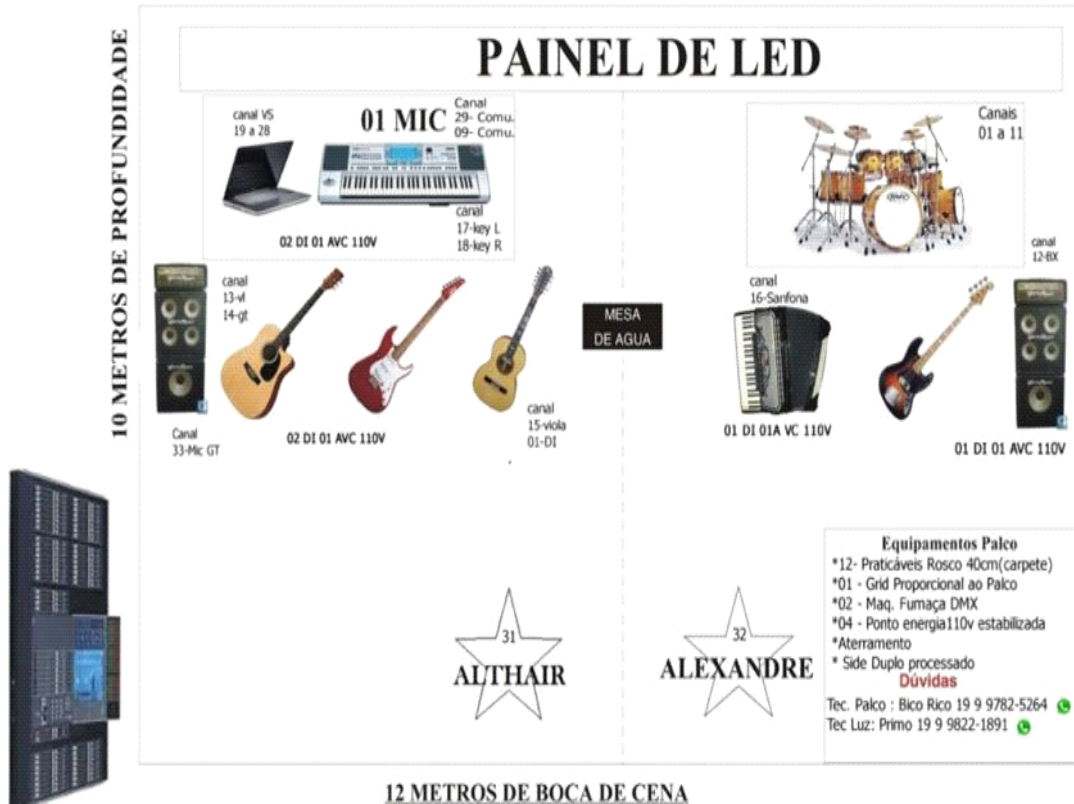 PAINEL DE LED
10 METROS DE PROFUNDIDADE
canal VS
19 a 28
01 MIC
Canal
29- Comu.
09- Comu.
canal
17-key L
18-key R
02 DI 01 AVC 110V
Canais
01 a 11
canal
12-BX
canal
13-vl
14-gt
Canal
33-Mic GT
02 DI 01 AVC 110V
canal
15-viola
01-DI
MESA
DE AGUA
canal
16-Sanfona
01 DI 01A VC 110V
01 DI 01 AVC 110V
31
ALTHAIR
32
ALEXANDRE
Equipamentos Palco
*12- Praticáveis Rosco 40cm(carpete)
*01 - Grid Proporcional ao Palco
*02 - Maq. Fumaça DMX
*04 - Ponto energia110v estabilizada
*Aterramento
* Side Duplo processado
Dúvidas
Tec. Palco : Bico Rico 19 9 9782-5264
Tec Luz: Primo 19 9 9822-1891
12 METROS DE BOCA DE CENA